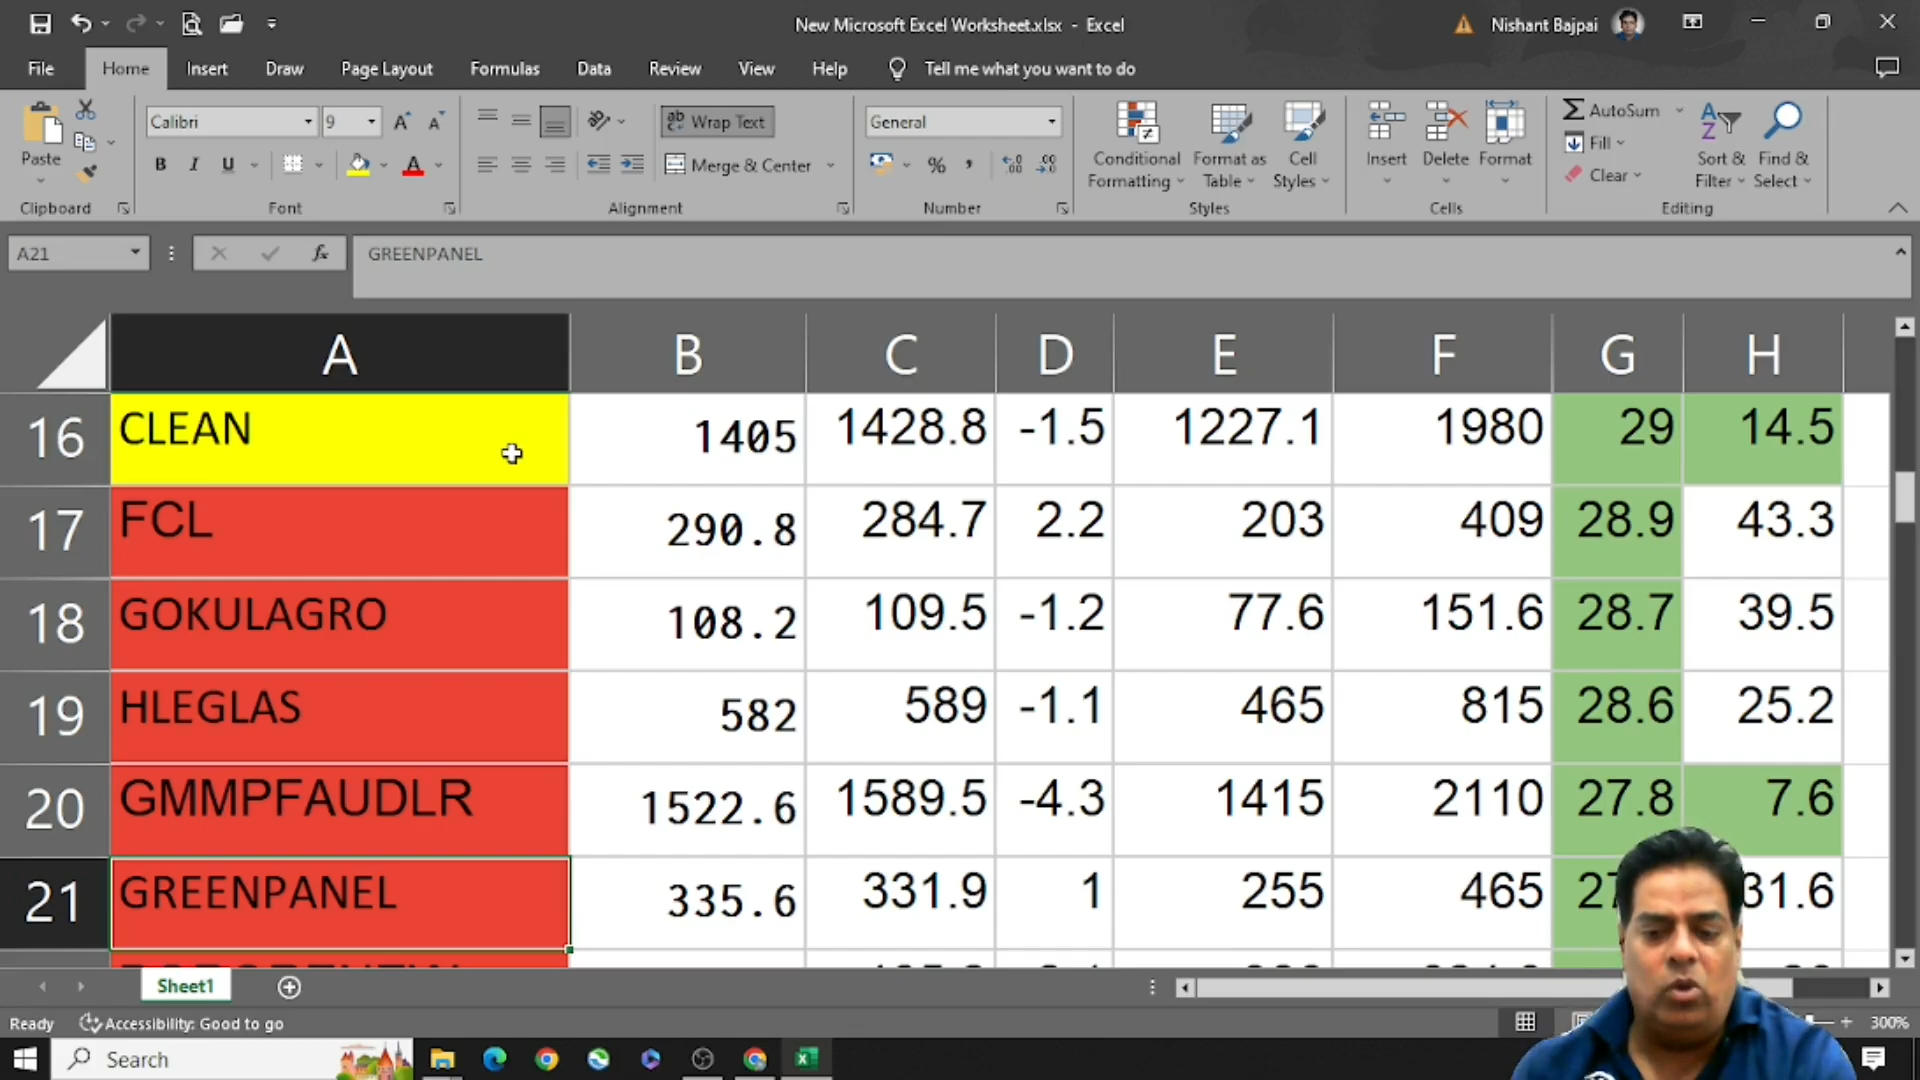 New Microsoft Excel Worksheet.xlsx - Excel
Nishant Bajpai
File Home Insert Draw Page Layout Formulas Data Review View Help Tell me what you want to do
Paste
Clipboard
Calibri 9
B I U
Font
Wrap Text
Merge & Center
Alignment
General
Number
Conditional Formatting
Format as Table
Cell Styles
Styles
Insert Delete Format
Cells
AutoSum
Fill
Clear
Sort & Filter
Find & Select
Editing
A21 fx GREENPANEL
A B C D E F G H
16 CLEAN 1405 1428.8 -1.5 1227.1 1980 29 14.5
17 FCL 290.8 284.7 2.2 203 409 28.9 43.3
18 GOKULAGRO 108.2 109.5 -1.2 77.6 151.6 28.7 39.5
19 HLEGLAS 582 589 -1.1 465 815 28.6 25.2
20 GMMPFAUDLR 1522.6 1589.5 -4.3 1415 2110 27.8 7.6
21 GREENPANEL 335.6 331.9 1 255 465 31.6
Sheet1
Ready Accessibility: Good to go
300%
Search